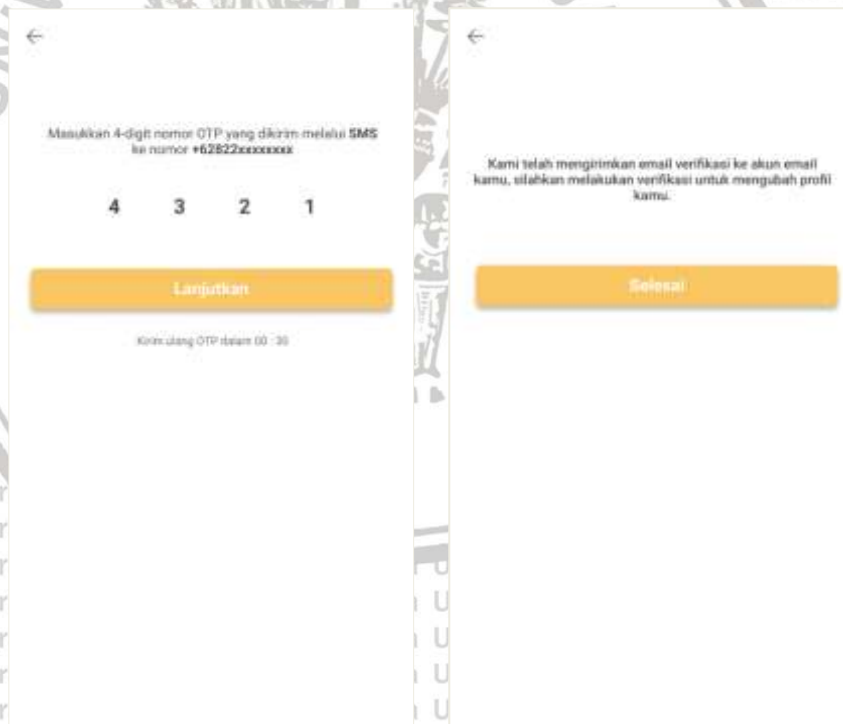 Masukkan 4-digit nomor OTP yang dikirim melalui SMS
ke nomor +62822xxxxxxxx
4 3 2 1
Lanjutkan
Kirim ulang OTP dalam 00 : 30
Kami telah mengirimkan email verifikasi ke akun email
kamu, silahkan melakukan verifikasi untuk mengubah profil
kamu.
Selesai